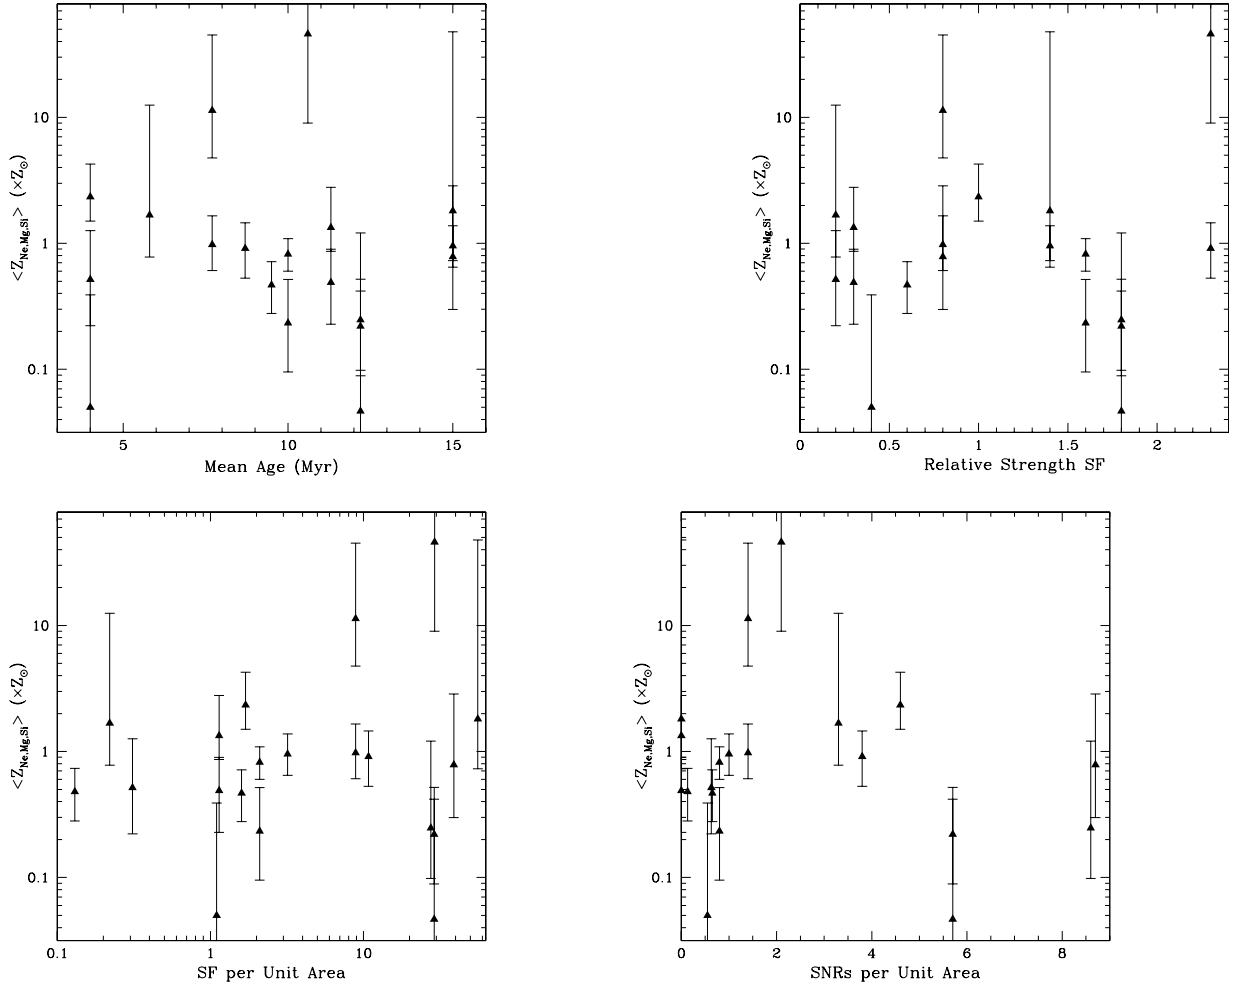 10
1
0.1
<Z_Ne,Mg,Si> (×Z_⊙)
5 10 15
Mean Age (Myr)
10
1
0.1
<Z_Ne,Mg,Si> (×Z_⊙)
0 0.5 1 1.5 2
Relative Strength SF
10
1
0.1
<Z_Ne,Mg,Si> (×Z_⊙)
0.1 1 10
SF per Unit Area
10
1
0.1
<Z_Ne,Mg,Si> (×Z_⊙)
0 2 4 6 8
SNRs per Unit Area